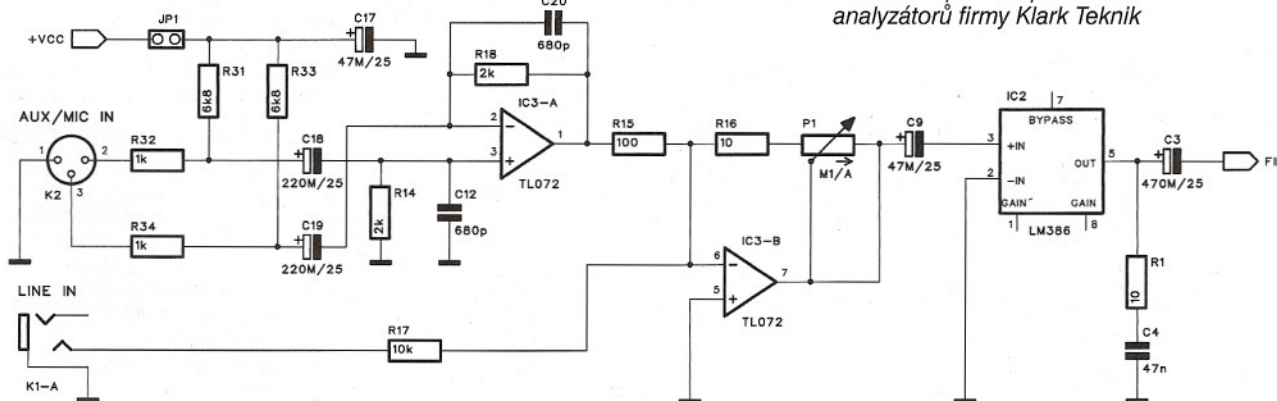 analyzátorů firmy Klark Teknik
+VCC
JP1
C17
+
47M/25
C20
680p
R18
2k
R31
6k8
R33
6k8
IC3-A
2
3
1
TL072
AUX/MIC IN
1
2
3
K2
R32
1k
R34
1k
C18
+
220M/25
C19
+
220M/25
R14
2k
C12
680p
R15
100
R16
10
P1
M1/A
C9
+
47M/25
IC2
7
BYPASS
3
+IN
2
-IN
OUT
5
GAIN
GAIN
1
LM386
8
C3
+
470M/25
R1
10
C4
47n
IC3-B
6
5
7
TL072
LINE IN
K1-A
R17
10k